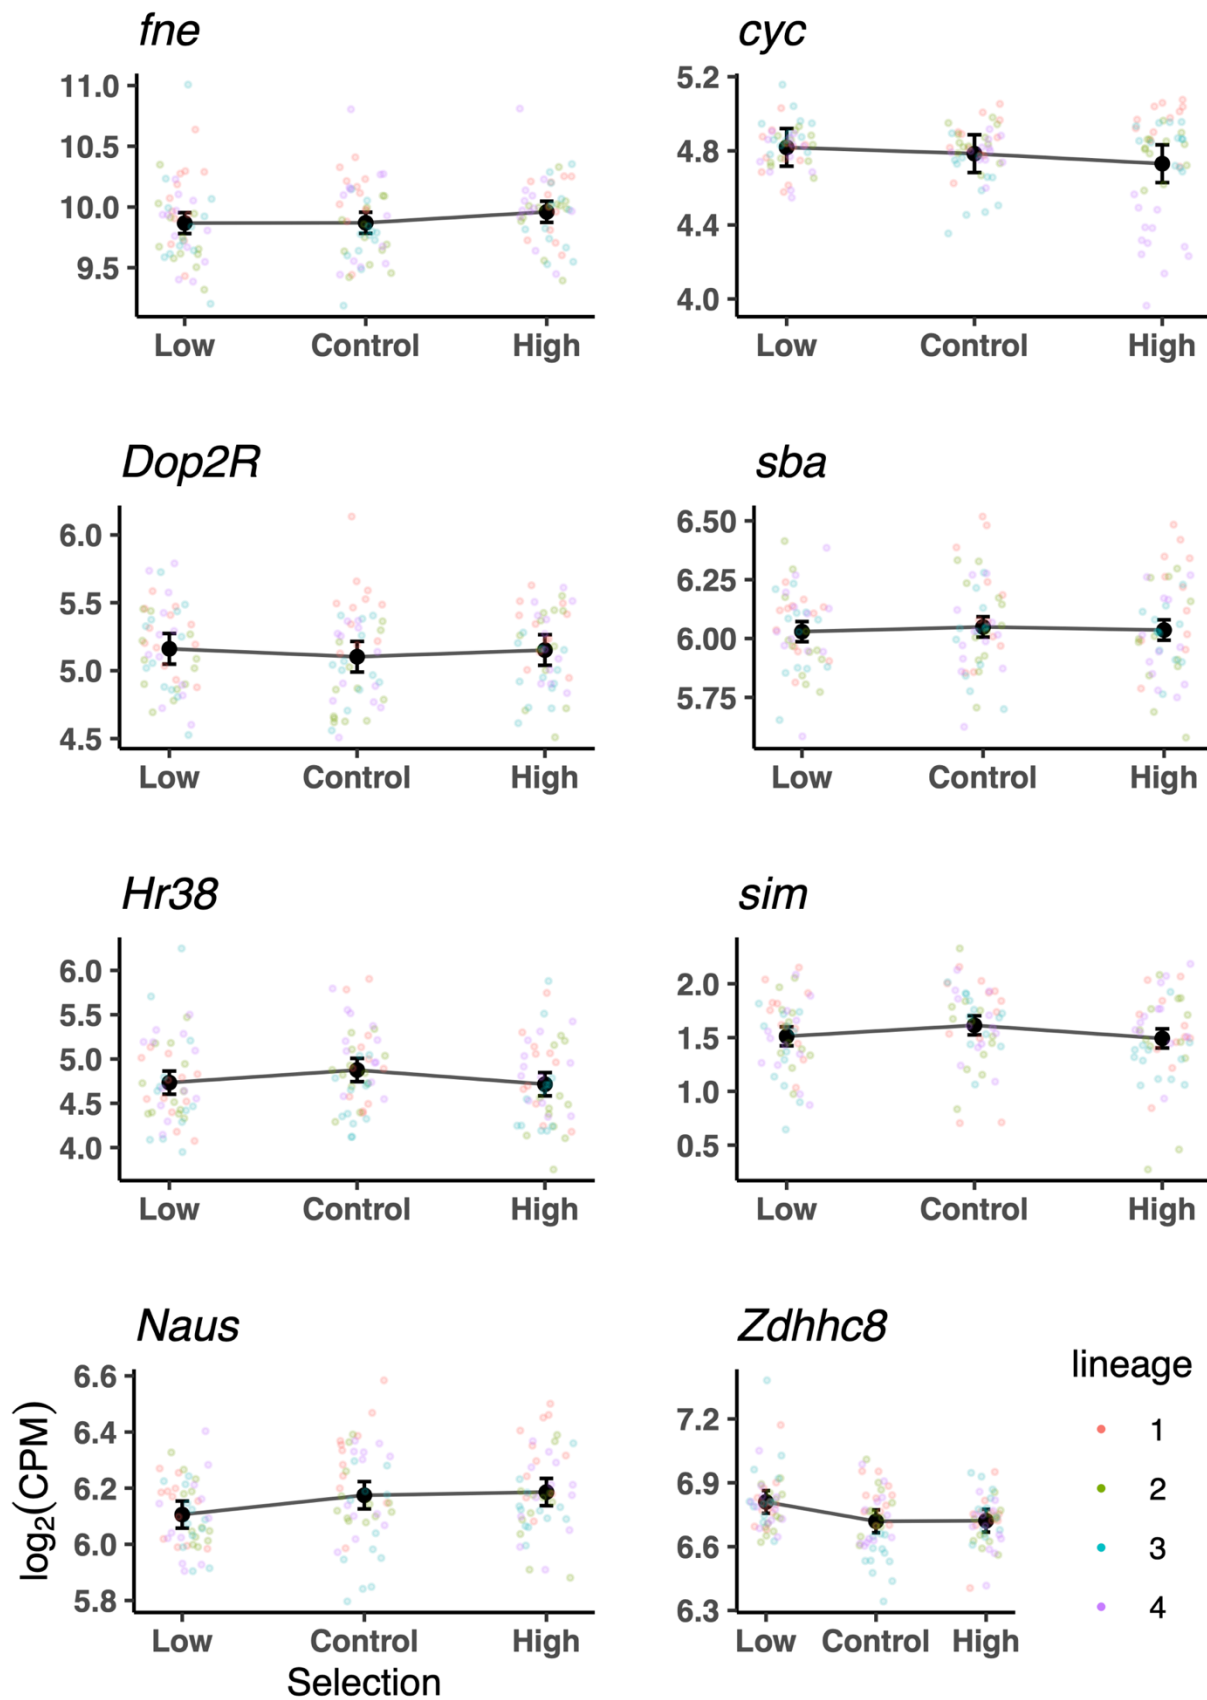 fne
11.0
10.5
10.0
9.5
Low Control High
cyc
5.2
4.8
4.4
4.0
Low Control High
Dop2R
6.0
5.5
5.0
4.5
Low Control High
sba
6.50
6.25
6.00
5.75
Low Control High
Hr38
6.0
5.5
5.0
4.5
4.0
Low Control High
sim
2.0
1.5
1.0
0.5
Low Control High
Naus
log₂(CPM)
6.6
6.4
6.2
6.0
5.8
Low Control High
Selection
Zdhhc8
7.2
6.9
6.6
6.3
Low Control High
lineage
1
2
3
4